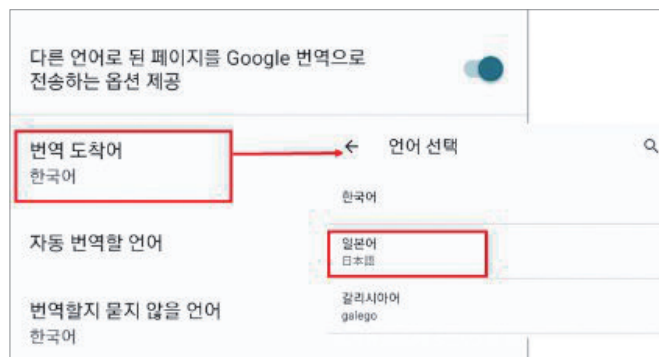 다른 언어로 된 페이지를 Google 번역으로
전송하는 옵션 제공
번역 도착어
한국어
자동 번역할 언어
번역할지 묻지 않을 언어
한국어
언어 선택
한국어
일본어
日本語
갈리시아어
galego